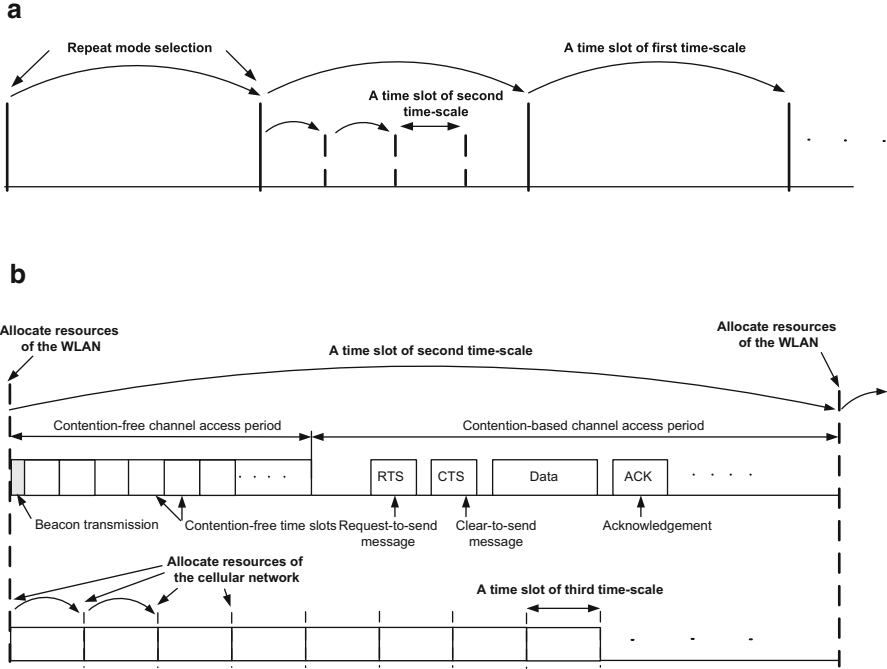 a
Repeat mode selection
A time slot of first time-scale
A time slot of second
time-scale
b
Allocate resources
of the WLAN
Allocate resources
of the WLAN
A time slot of second time-scale
Contention-free channel access period
Contention-based channel access period
RTS
CTS
Data
ACK
Beacon transmission
Contention-free time slots
Request-to-send
message
Clear-to-send
message
Acknowledgement
Allocate resources of
the cellular network
A time slot of third time-scale